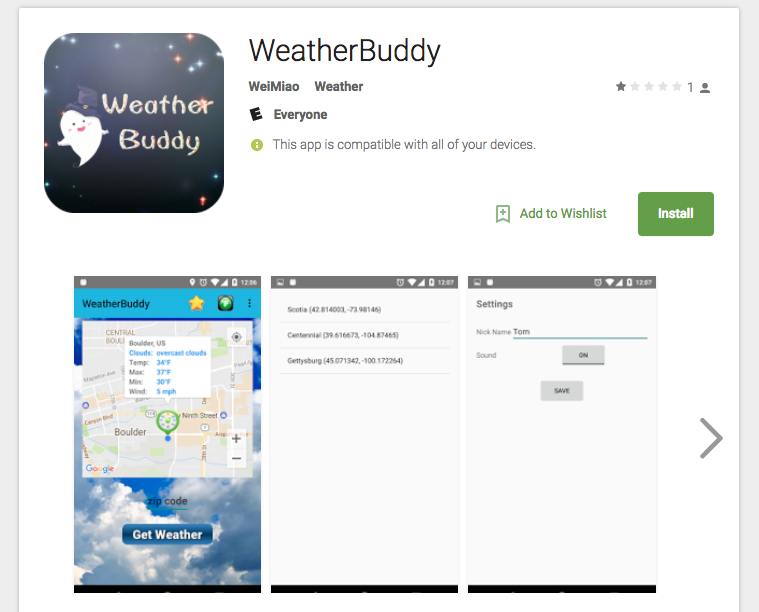 Weather
Buddy
WeatherBuddy
WeiMiao Weather
1
E Everyone
This app is compatible with all of your devices.
Add to Wishlist
Install
12:06
WeatherBuddy
CENTRAL
Boulder, US
Clouds: overcast clouds
Temp: 34°F
Max: 37°F
Min: 30°F
Wind: 5 mph
Ninth Street
7
Boulder
+
−
Google
zip code
Get Weather
12:07
Scotia (42.814003, -73.98146)
Centennial (39.616673, -104.87465)
Gettysburg (45.071342, -100.172264)
12:07
Settings
Nick Name Tom
Sound ON
SAVE